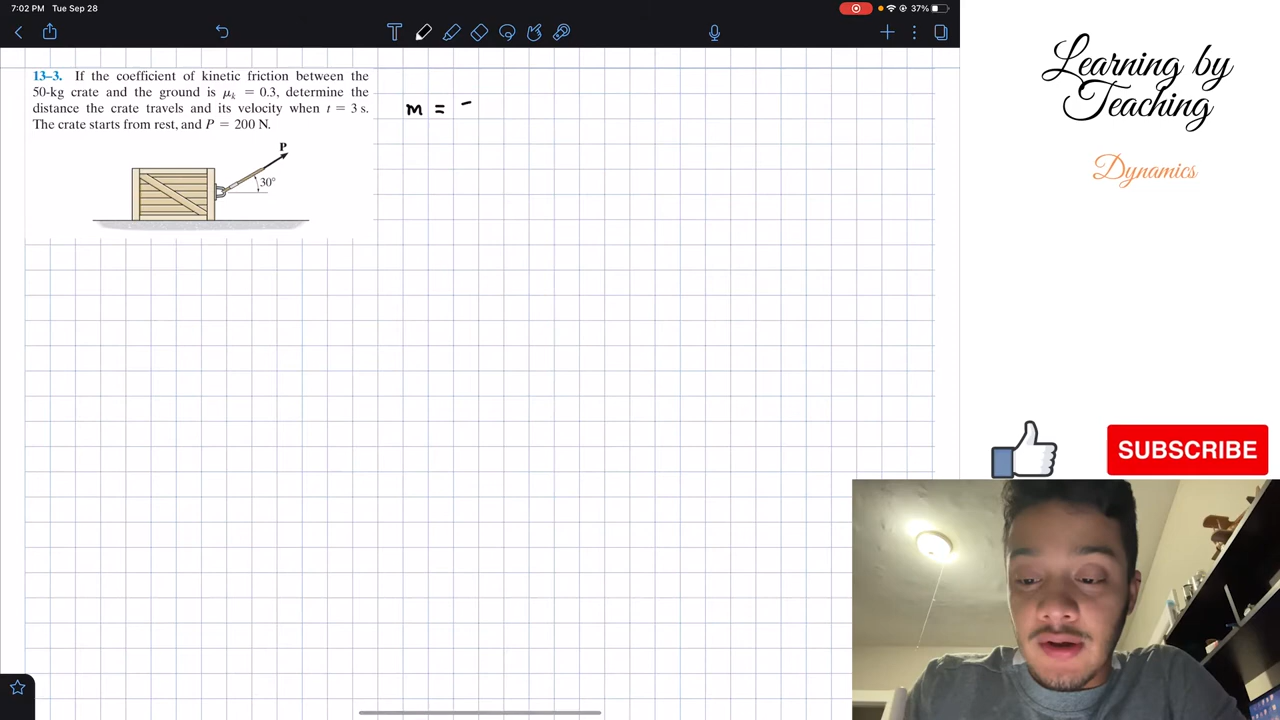 7:02 PM Tue Sep 28
37%
13–3. If the coefficient of kinetic friction between the
50-kg crate and the ground is μk = 0.3, determine the
distance the crate travels and its velocity when t = 3 s.
The crate starts from rest, and P = 200 N.
P
30°
m =
Learning by
Teaching
Dynamics
SUBSCRIBE